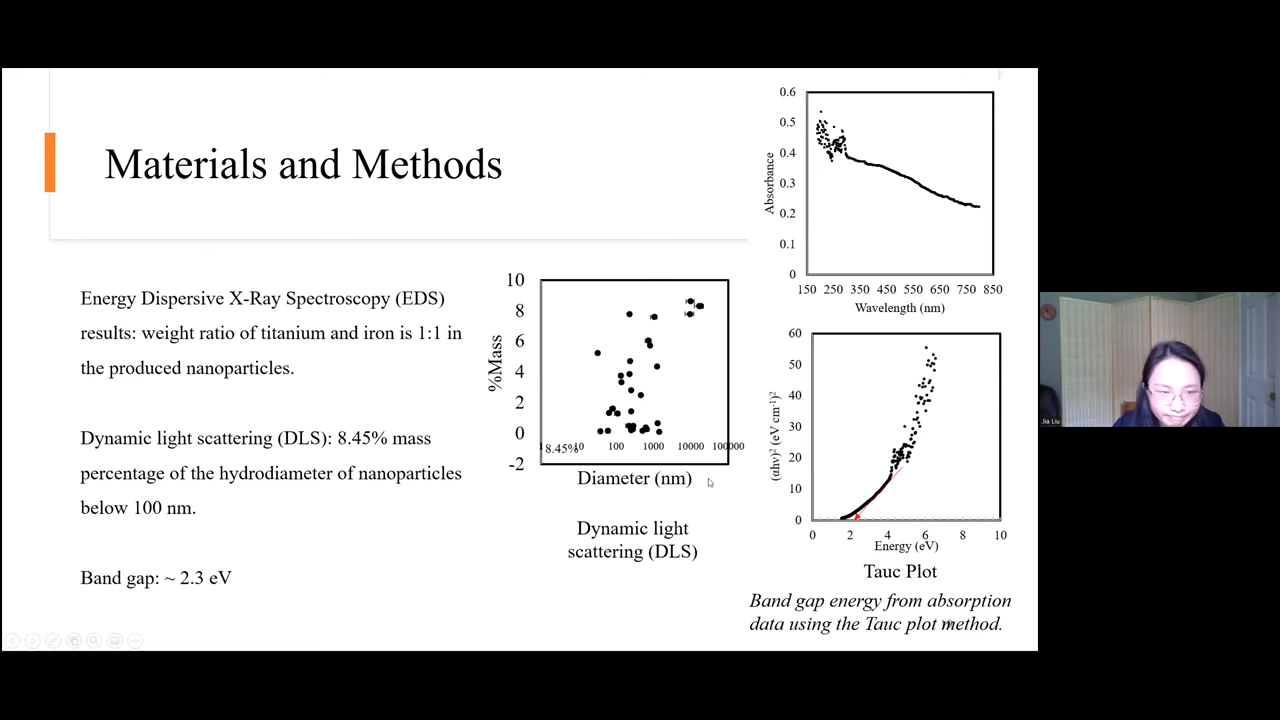 Materials and Methods
Energy Dispersive X-Ray Spectroscopy (EDS)
results: weight ratio of titanium and iron is 1:1 in
the produced nanoparticles.
Dynamic light scattering (DLS): 8.45% mass
percentage of the hydrodiameter of nanoparticles
below 100 nm.
Band gap: ~ 2.3 eV
10
8
6
4
2
0
-2
%Mass
1 8.45% 10 100 1000 10000 100000
Diameter (nm)
Dynamic light
scattering (DLS)
0.6
0.5
0.4
0.3
0.2
0.1
0
Absorbance
150 250 350 450 550 650 750 850
Wavelength (nm)
60
50
40
30
20
10
0
(αhν)² (eV cm⁻¹)²
0 2 4 6 8 10
Energy (eV)
Tauc Plot
Band gap energy from absorption
data using the Tauc plot method.
Jia Liu